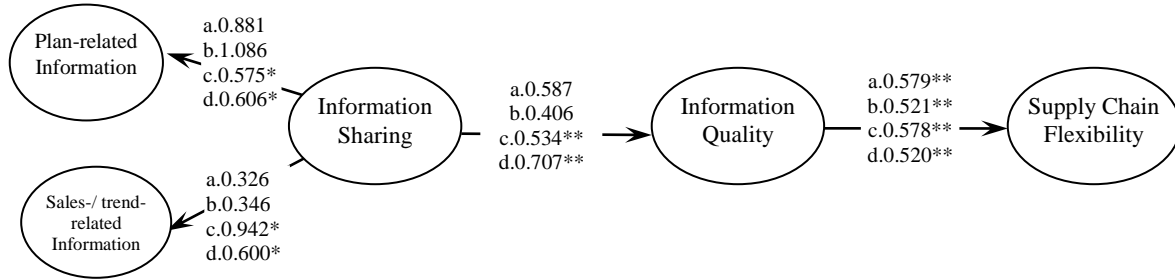 Plan-related
Information
a.0.881
b.1.086
c.0.575*
d.0.606*
Information
Sharing
a.0.587
b.0.406
c.0.534**
d.0.707**
Information
Quality
a.0.579**
b.0.521**
c.0.578**
d.0.520**
Supply Chain
Flexibility
Sales-/ trend-
related
Information
a.0.326
b.0.346
c.0.942*
d.0.600*